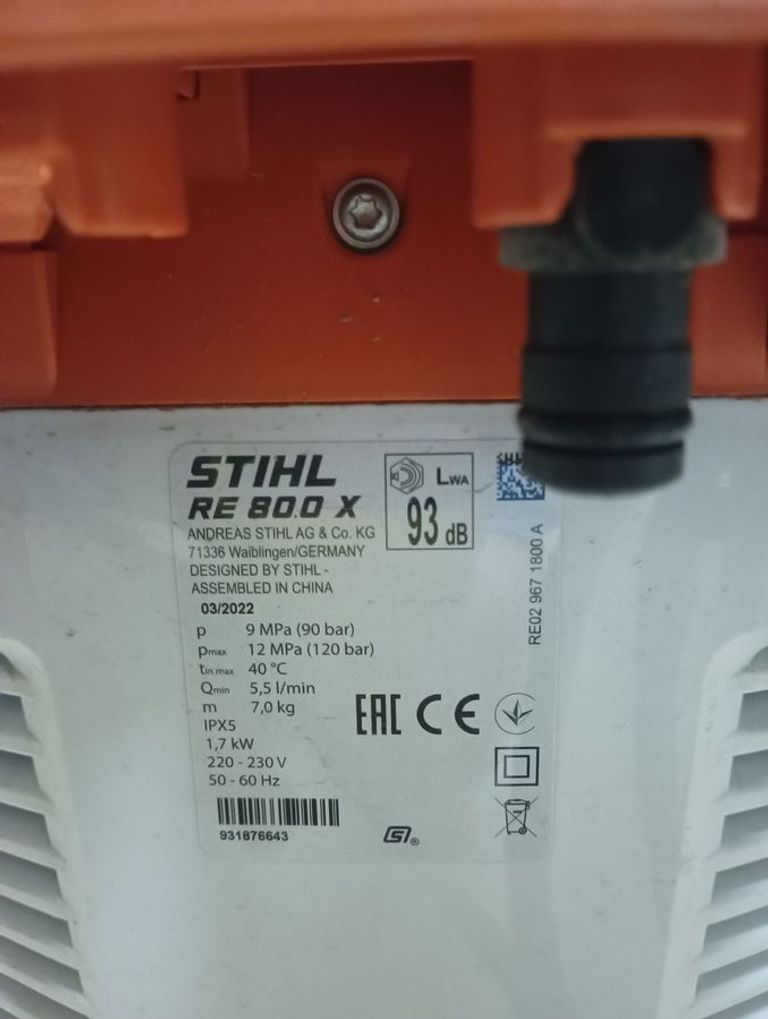 STIHL
RE 80.0 X
LWA
93 dB
ANDREAS STIHL AG & Co. KG
71336 Waiblingen/GERMANY
DESIGNED BY STIHL -
ASSEMBLED IN CHINA
03/2022
p 9 MPa (90 bar)
pmax 12 MPa (120 bar)
tin max 40 °C
Qmin 5,5 l/min
m 7,0 kg
IPX5
1,7 kW
220 - 230 V
50 - 60 Hz
931876643
EAC CE
S®
RE02 967 1800 A